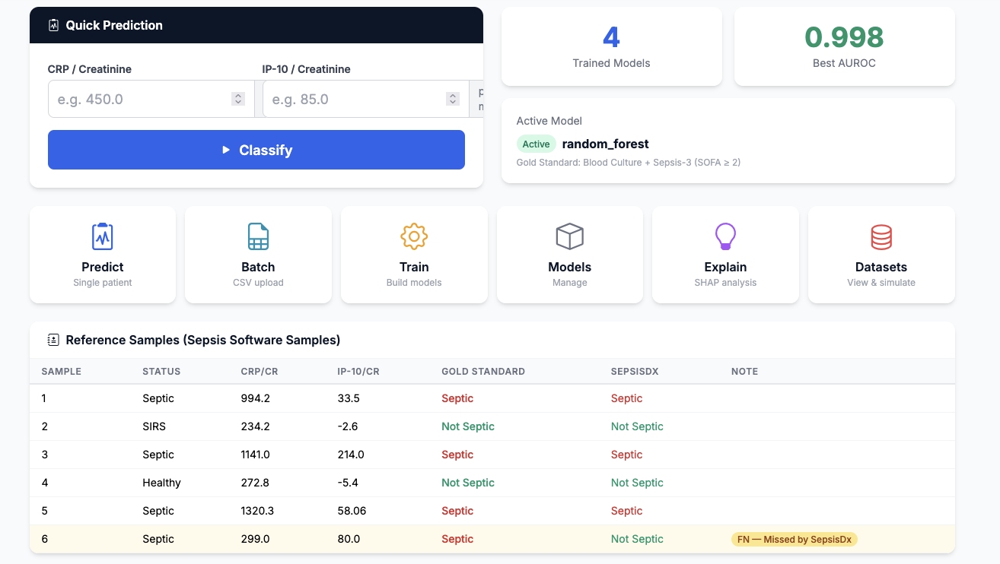 Quick Prediction
CRP / Creatinine IP-10 / Creatinine
e.g. 450.0 e.g. 85.0
Classify
4
Trained Models
0.998
Best AUROC
Active Model
Active random_forest
Gold Standard: Blood Culture + Sepsis-3 (SOFA ≥ 2)
Predict
Single patient
Batch
CSV upload
Train
Build models
Models
Manage
Explain
SHAP analysis
Datasets
View & simulate
Reference Samples (Sepsis Software Samples)
SAMPLE STATUS CRP/CR IP-10/CR GOLD STANDARD SEPSISDX NOTE
1 Septic 994.2 33.5 Septic Septic
2 SIRS 234.2 -2.6 Not Septic Not Septic
3 Septic 1141.0 214.0 Septic Septic
4 Healthy 272.8 -5.4 Not Septic Not Septic
5 Septic 1320.3 58.06 Septic Septic
6 Septic 299.0 80.0 Septic Not Septic FN — Missed by SepsisDx